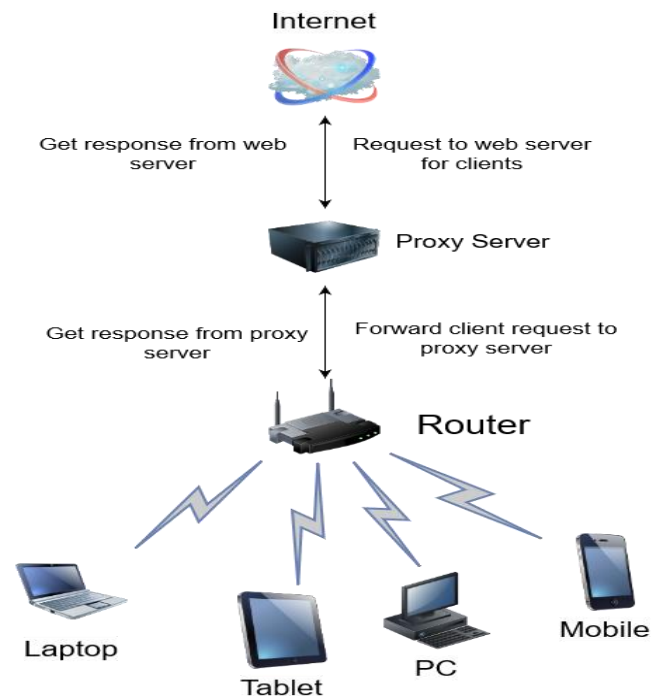 Internet
Get response from web
server
Request to web server
for clients
Proxy Server
Get response from proxy
server
Forward client request to
proxy server
Router
Laptop
Tablet
PC
Mobile